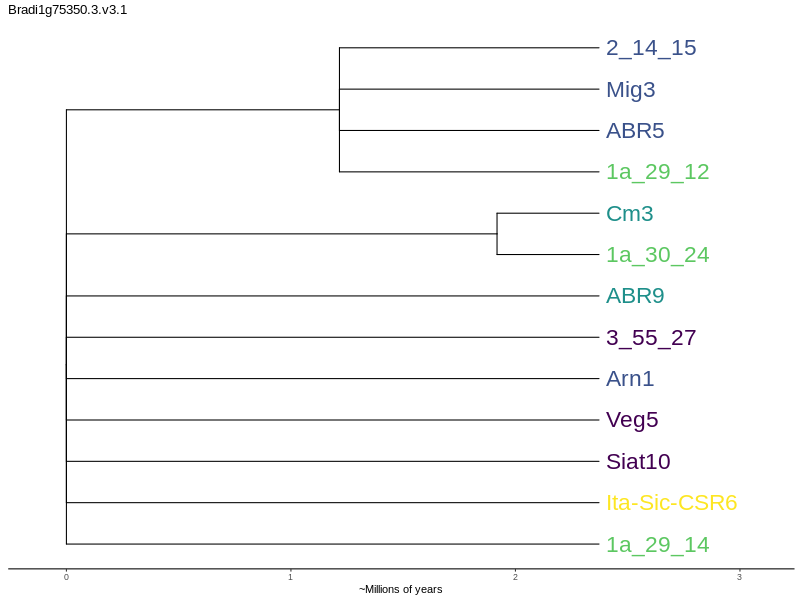 Bradi1g75350.3.v3.1
2_14_15
Mig3
ABR5
1a_29_12
Cm3
1a_30_24
ABR9
3_55_27
Arn1
Veg5
Siat10
Ita-Sic-CSR6
1a_29_14
0 1 2 3
~Millions of years